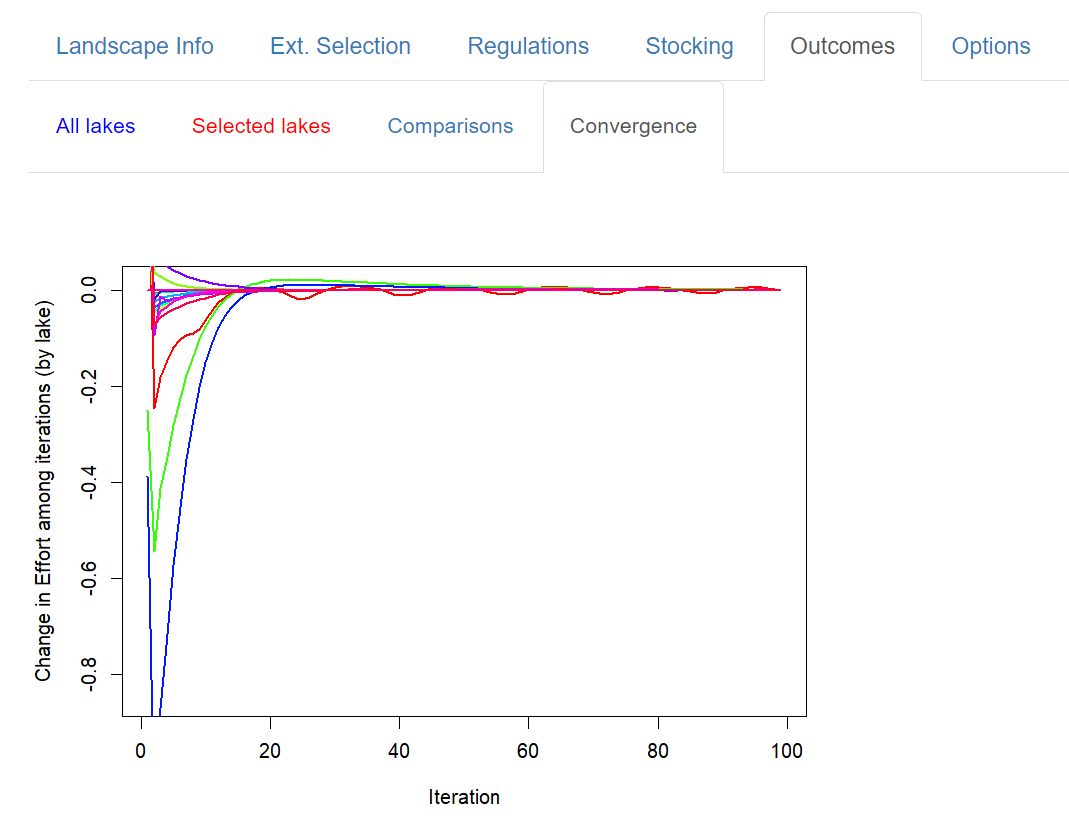 Landscape Info Ext. Selection Regulations Stocking Outcomes Options
All lakes Selected lakes Comparisons Convergence
Change in Effort among iterations (by lake)
0.0
-0.2
-0.4
-0.6
-0.8
0 20 40 60 80 100
Iteration